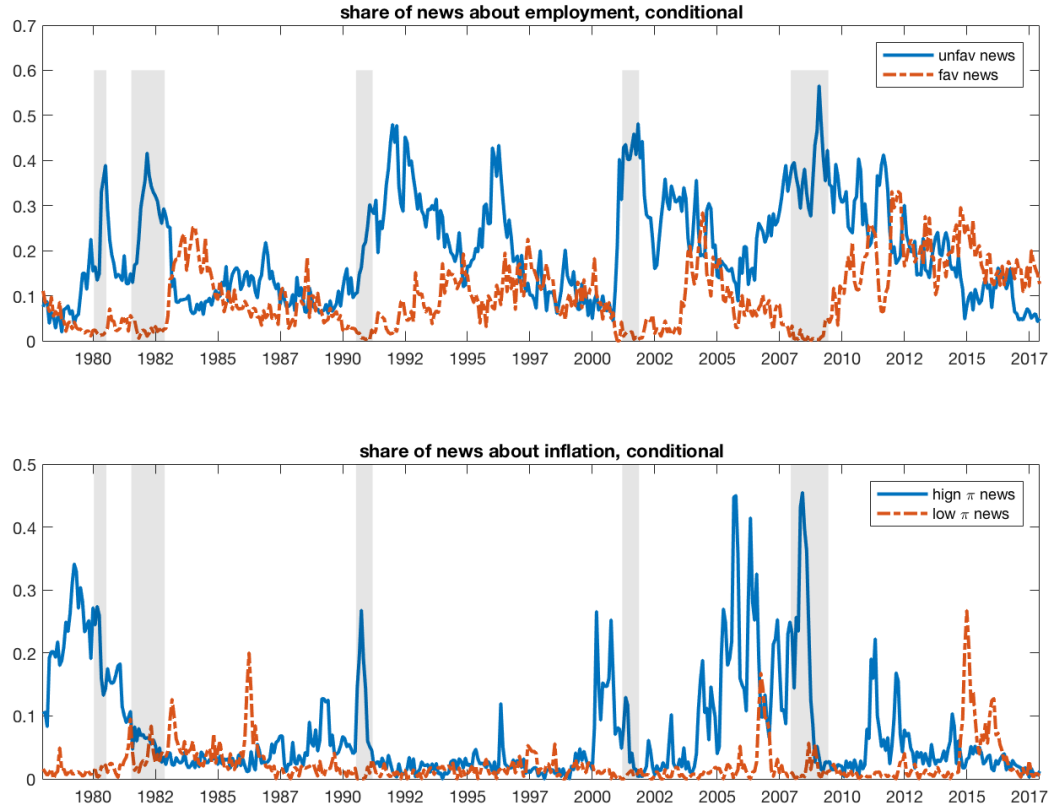 share of news about employment, conditional
0.7
0.6
0.5
0.4
0.3
0.2
0.1
0
unfav news
fav news
1980 1982 1985 1987 1990 1992 1995 1997 2000 2002 2005 2007 2010 2012 2015 2017
share of news about inflation, conditional
0.5
0.4
0.3
0.2
0.1
0
hign π news
low π news
1980 1982 1985 1987 1990 1992 1995 1997 2000 2002 2005 2007 2010 2012 2015 2017